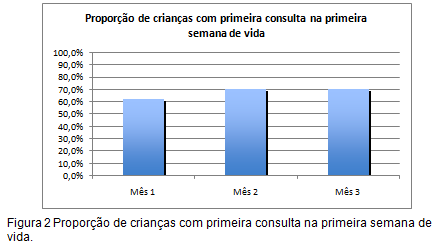 Proporção de crianças com primeira consulta na primeira
semana de vida
100,0%
90,0%
80,0%
70,0%
60,0%
50,0%
40,0%
30,0%
20,0%
10,0%
0,0%
Mês 1 Mês 2 Mês 3
Figura 2 Proporção de crianças com primeira consulta na primeira semana de
vida.